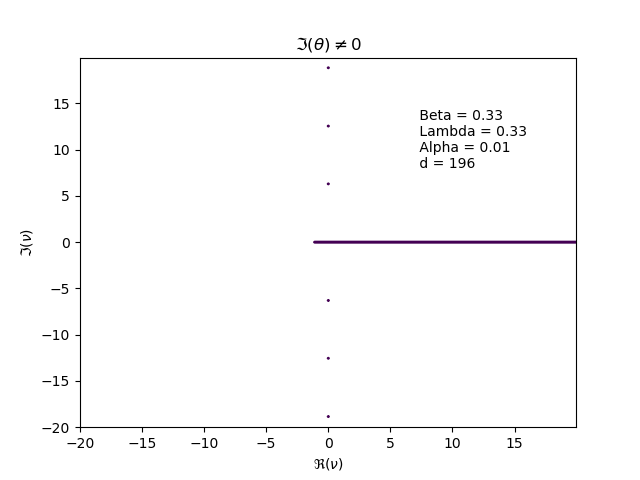 ℑ(θ) ≠ 0
15
10
5
0
−5
−10
−15
−20
ℑ(ν)
Beta = 0.33
Lambda = 0.33
Alpha = 0.01
d = 196
−20 −15 −10 −5 0 5 10 15
ℜ(ν)